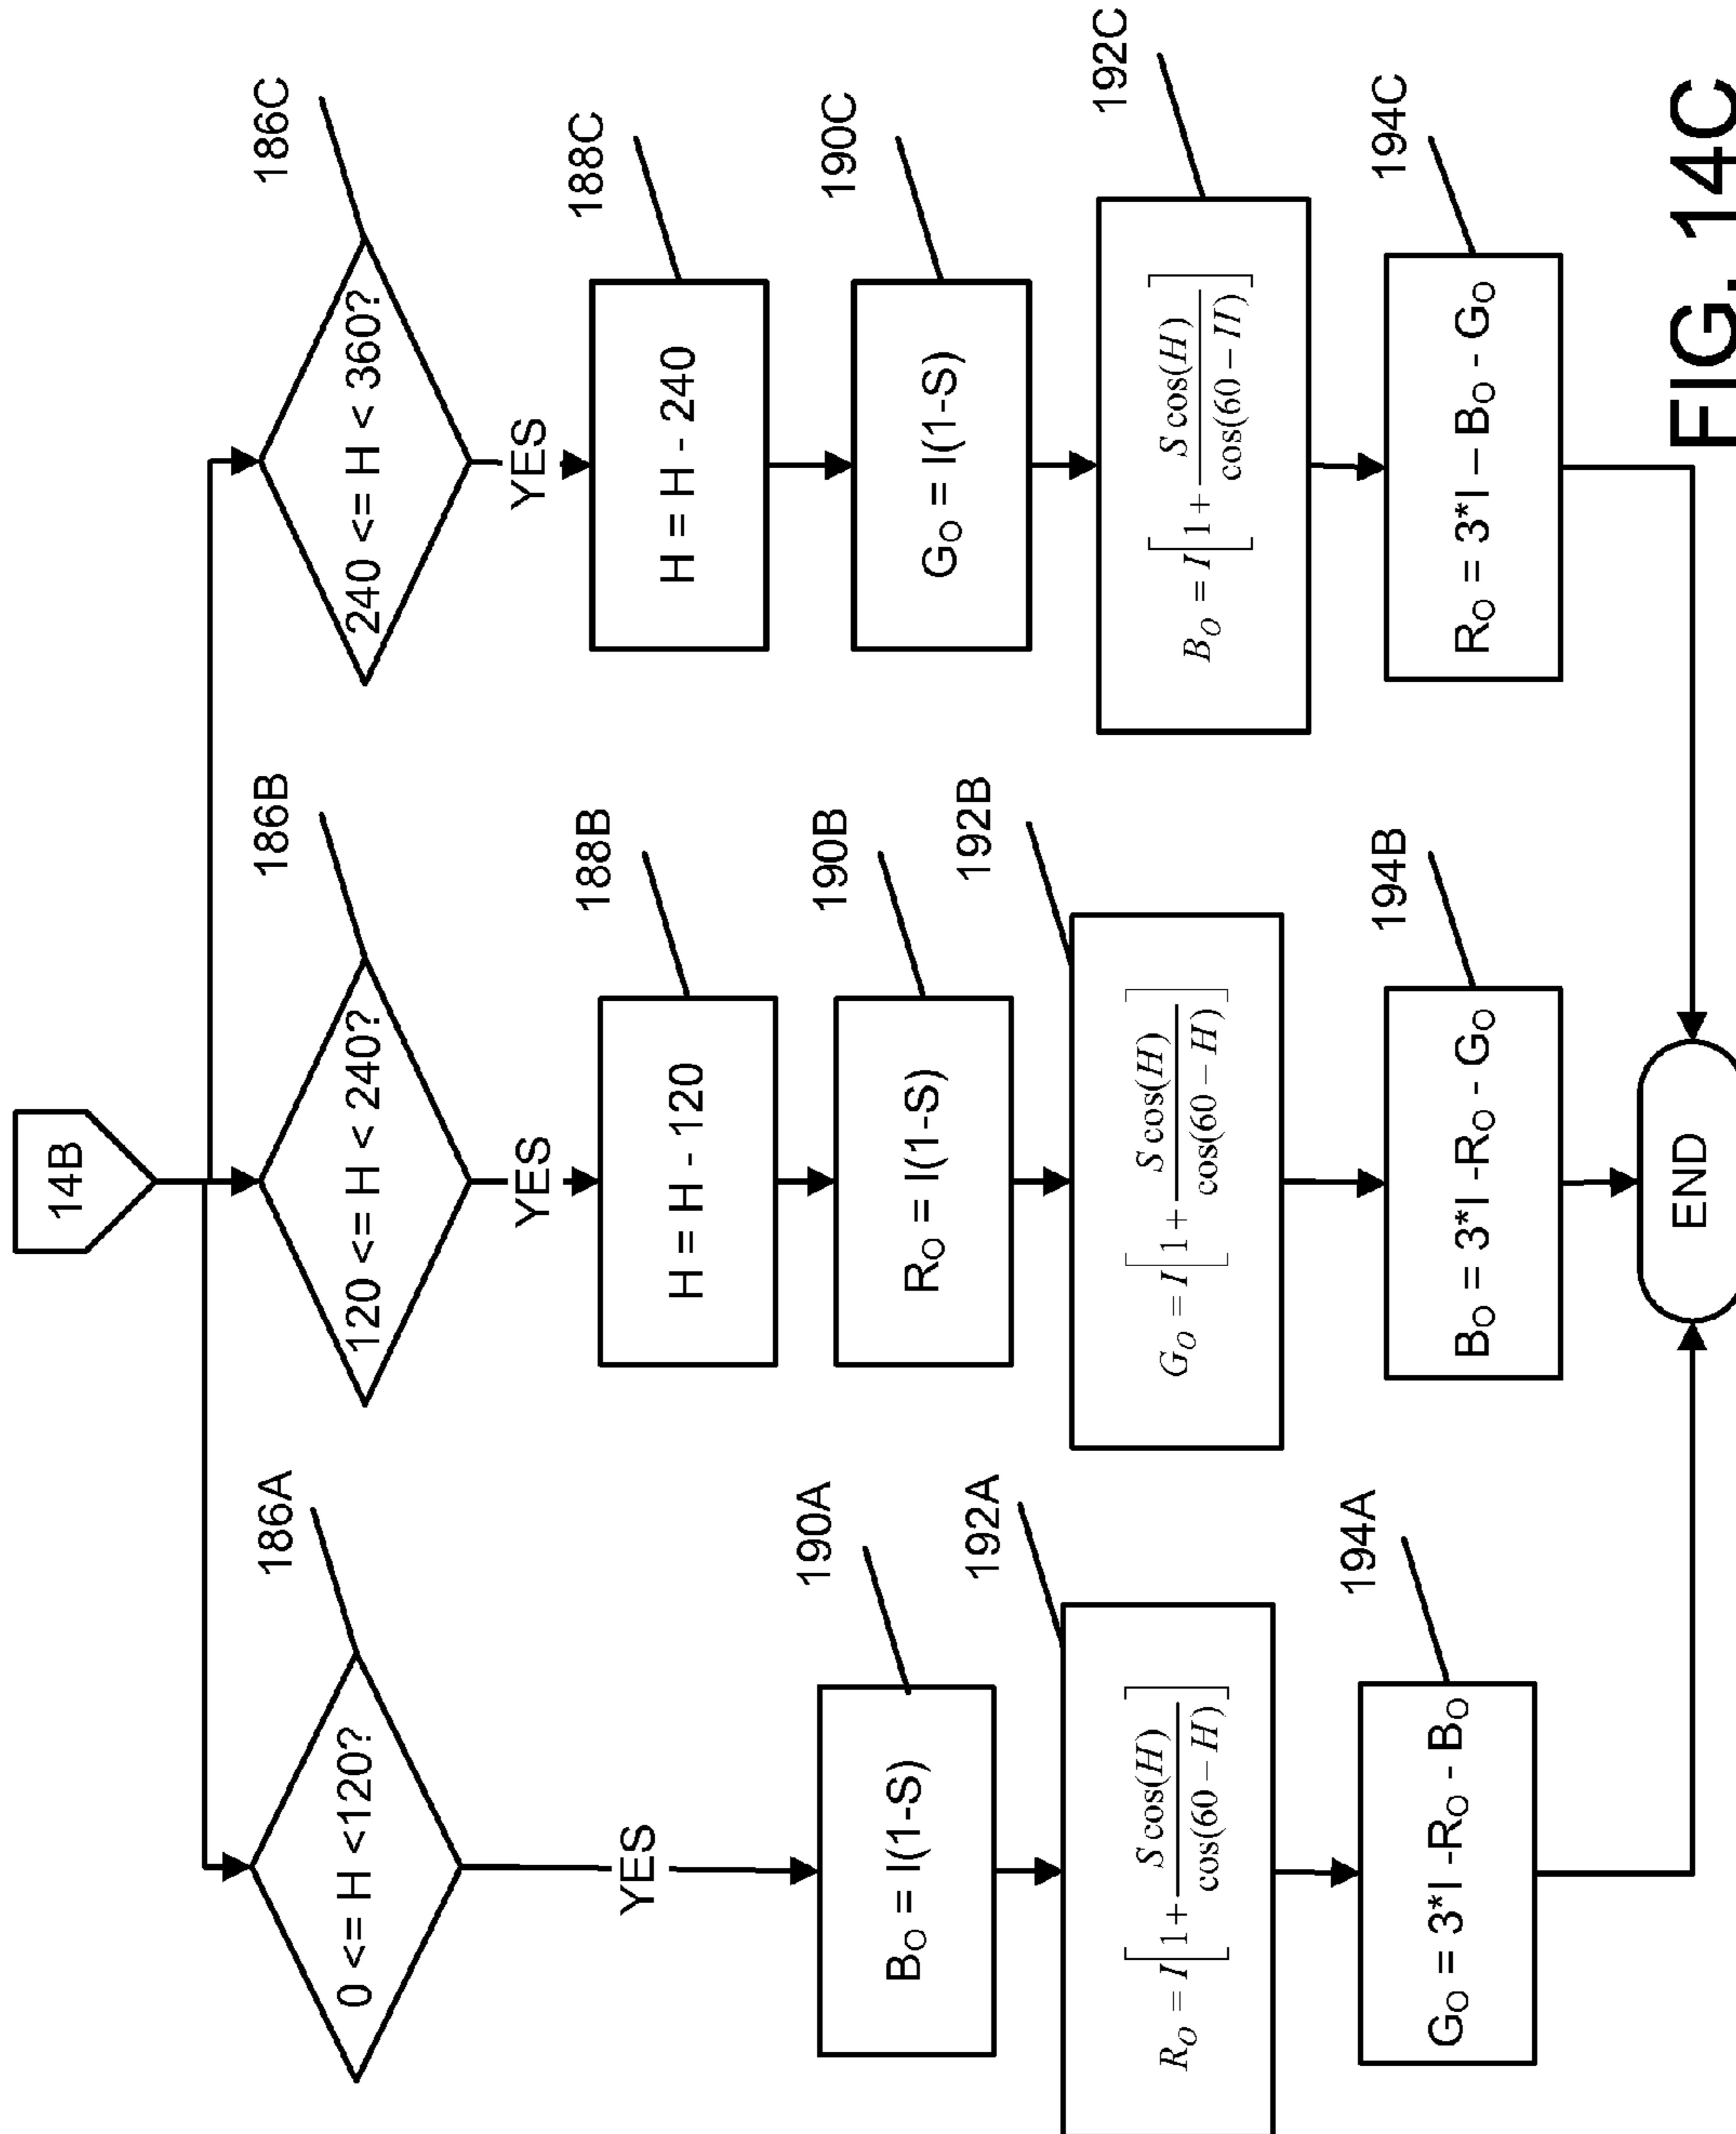 14B
186A
0 <= H <120?
YES
190A
B_O = I(1-S)
192A
R_O = I[1 + S cos(H) / cos(60 − H)]
194A
G_O = 3*I -R_O - B_O
186B
120 <= H < 240?
YES
188B
H = H - 120
190B
R_O = I(1-S)
192B
G_O = I[1 + S cos(H) / cos(60 − H)]
194B
B_O = 3*I -R_O - G_O
186C
240 <= H < 360?
YES
188C
H = H - 240
190C
G_O = I(1-S)
192C
B_O = I[1 + S cos(H) / cos(60 − H)]
194C
R_O = 3*I – B_O - G_O
END
FIG. 14C